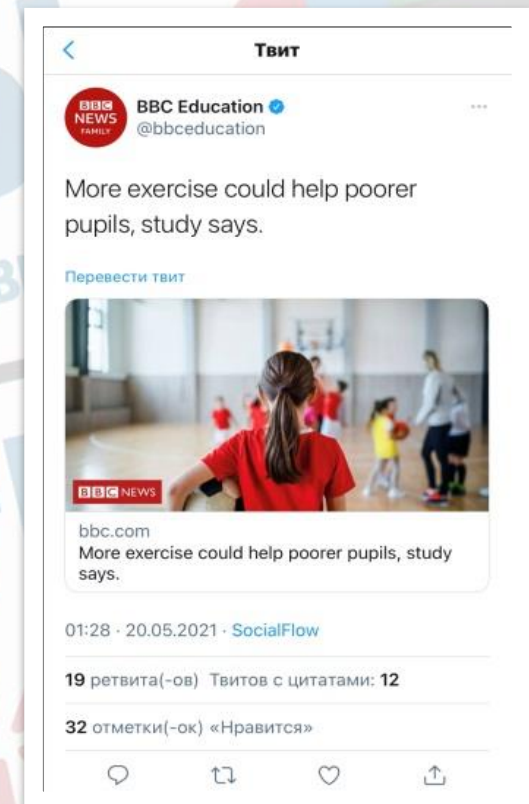 Твит
BBC
NEWS
FAMILY
BBC Education
@bbceducation
More exercise could help poorer
pupils, study says.
Перевести твит
BBC NEWS
bbc.com
More exercise could help poorer pupils, study
says.
01:28 · 20.05.2021 · SocialFlow
19 ретвита(-ов) Твитов с цитатами: 12
32 отметки(-ок) «Нравится»